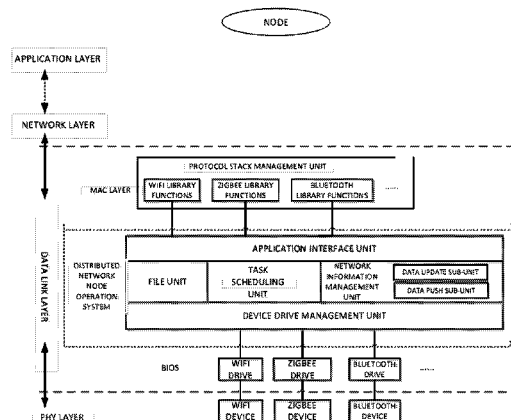 NODE
APPLICATION LAYER
NETWORK LAYER
PROTOCOL STACK MANAGEMENT UNIT
MAC LAYER
WIFI LIBRARY
FUNCTIONS
ZIGBEE LIBRARY
FUNCTIONS
BLUETOOTH
LIBRARY FUNCTIONS
......
DATA LINK LAYER
DISTRIBUTED
NETWORK
NODE
OPERATION
SYSTEM
APPLICATION INTERFACE UNIT
FILE UNIT
TASK
SCHEDULING
UNIT
NETWORK
INFORMATION
MANAGEMENT
UNIT
DATA UPDATE SUB-UNIT
DATA PUSH SUB-UNIT
DEVICE DRIVE MANAGEMENT UNIT
BIOS
WIFI
DRIVE
ZIGBEE
DRIVE
BLUETOOTH
DRIVE
......
PHY LAYER
WIFI
DEVICE
ZIGBEE
DEVICE
BLUETOOTH
DEVICE